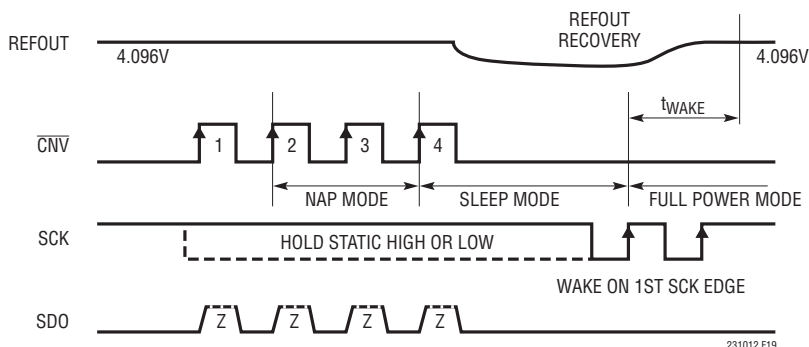 REFOUT
4.096V
REFOUT
RECOVERY
4.096V
tWAKE
CNV
1
2
3
4
NAP MODE
SLEEP MODE
FULL POWER MODE
SCK
HOLD STATIC HIGH OR LOW
WAKE ON 1ST SCK EDGE
SDO
Z
Z
Z
Z
231012 F19